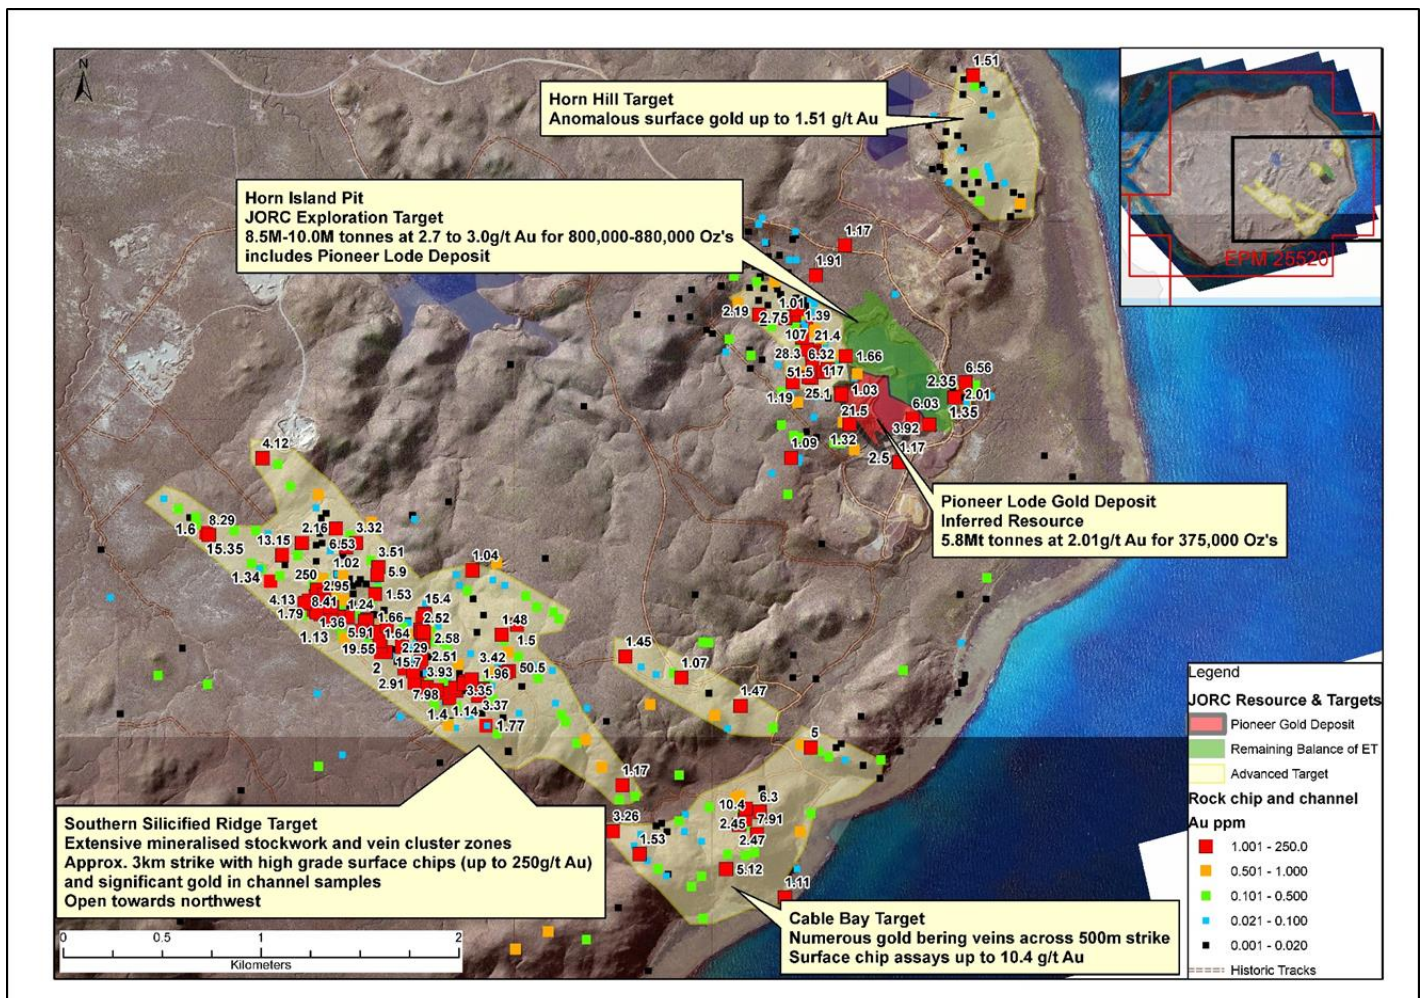 N
1.51
Horn Hill Target
Anomalous surface gold up to 1.51 g/t Au
Horn Island Pit
JORC Exploration Target
8.5M-10.0M tonnes at 2.7 to 3.0g/t Au for 800,000-880,000 Oz's
includes Pioneer Lode Deposit
EPM 25520
1.17
1.91
2.19
1.01
2.75
1.39
107
21.4
28.3
6.32
1.66
51.5
117
6.56
2.35
1.19
25.1
1.03
2.01
21.5
6.03
1.35
3.92
1.32
1.09
1.17
2.5
Pioneer Lode Gold Deposit
Inferred Resource
5.8Mt tonnes at 2.01g/t Au for 375,000 Oz's
4.12
8.29
1.6
15.35
2.16
3.32
13.15
6.53
3.51
1.02
5.9
1.04
1.34
250
2.95
1.53
4.13
8.41
1.24
15.4
1.79
1.36
1.66
2.52
1.48
1.13
5.91
1.64
2.58
1.5
19.55
2.29
2
15.7
2.51
3.42
50.5
3.93
1.96
2.91
7.98
3.35
1.4
1.14
3.37
1.77
1.45
1.07
1.47
5
1.17
3.26
10.4
6.3
7.91
2.45
2.47
1.53
5.12
1.11
Southern Silicified Ridge Target
Extensive mineralised stockwork and vein cluster zones
Approx. 3km strike with high grade surface chips (up to 250g/t Au)
and significant gold in channel samples
Open towards northwest
Cable Bay Target
Numerous gold bering veins across 500m strike
Surface chip assays up to 10.4 g/t Au
0 0.5 1 2
Kilometers
Legend
JORC Resource & Targets
Pioneer Gold Deposit
Remaining Balance of ET
Advanced Target
Rock chip and channel
Au ppm
1.001 - 250.0
0.501 - 1.000
0.101 - 0.500
0.021 - 0.100
0.001 - 0.020
Historic Tracks